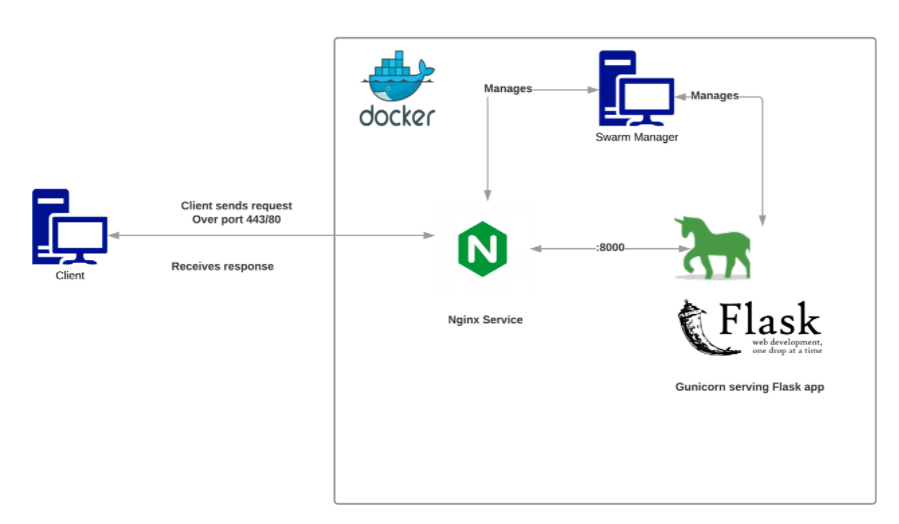 docker
Manages
Manages
Swarm Manager
Client sends request
Over port 443/80
Client
Receives response
N
:8000
Nginx Service
Flask
web development,
one drop at a time
Gunicorn serving Flask app